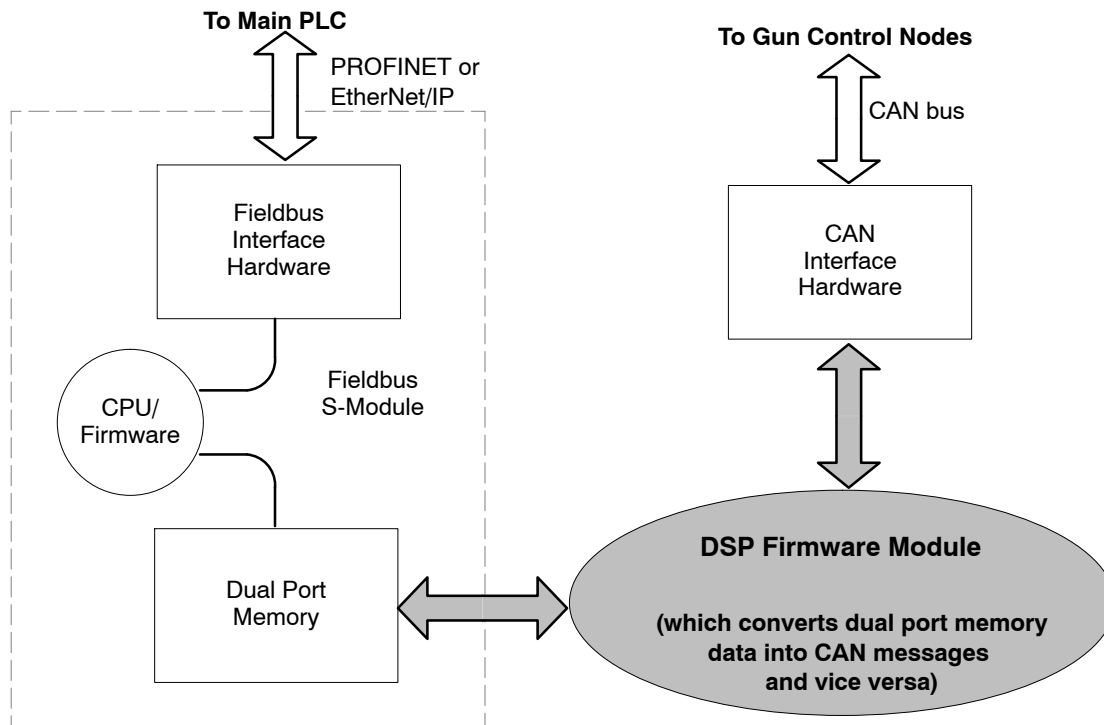 To Main PLC
PROFINET or
EtherNet/IP
Fieldbus
Interface
Hardware
CPU/
Firmware
Fieldbus
S-Module
Dual Port
Memory
To Gun Control Nodes
CAN bus
CAN
Interface
Hardware
DSP Firmware Module
(which converts dual port memory
data into CAN messages
and vice versa)